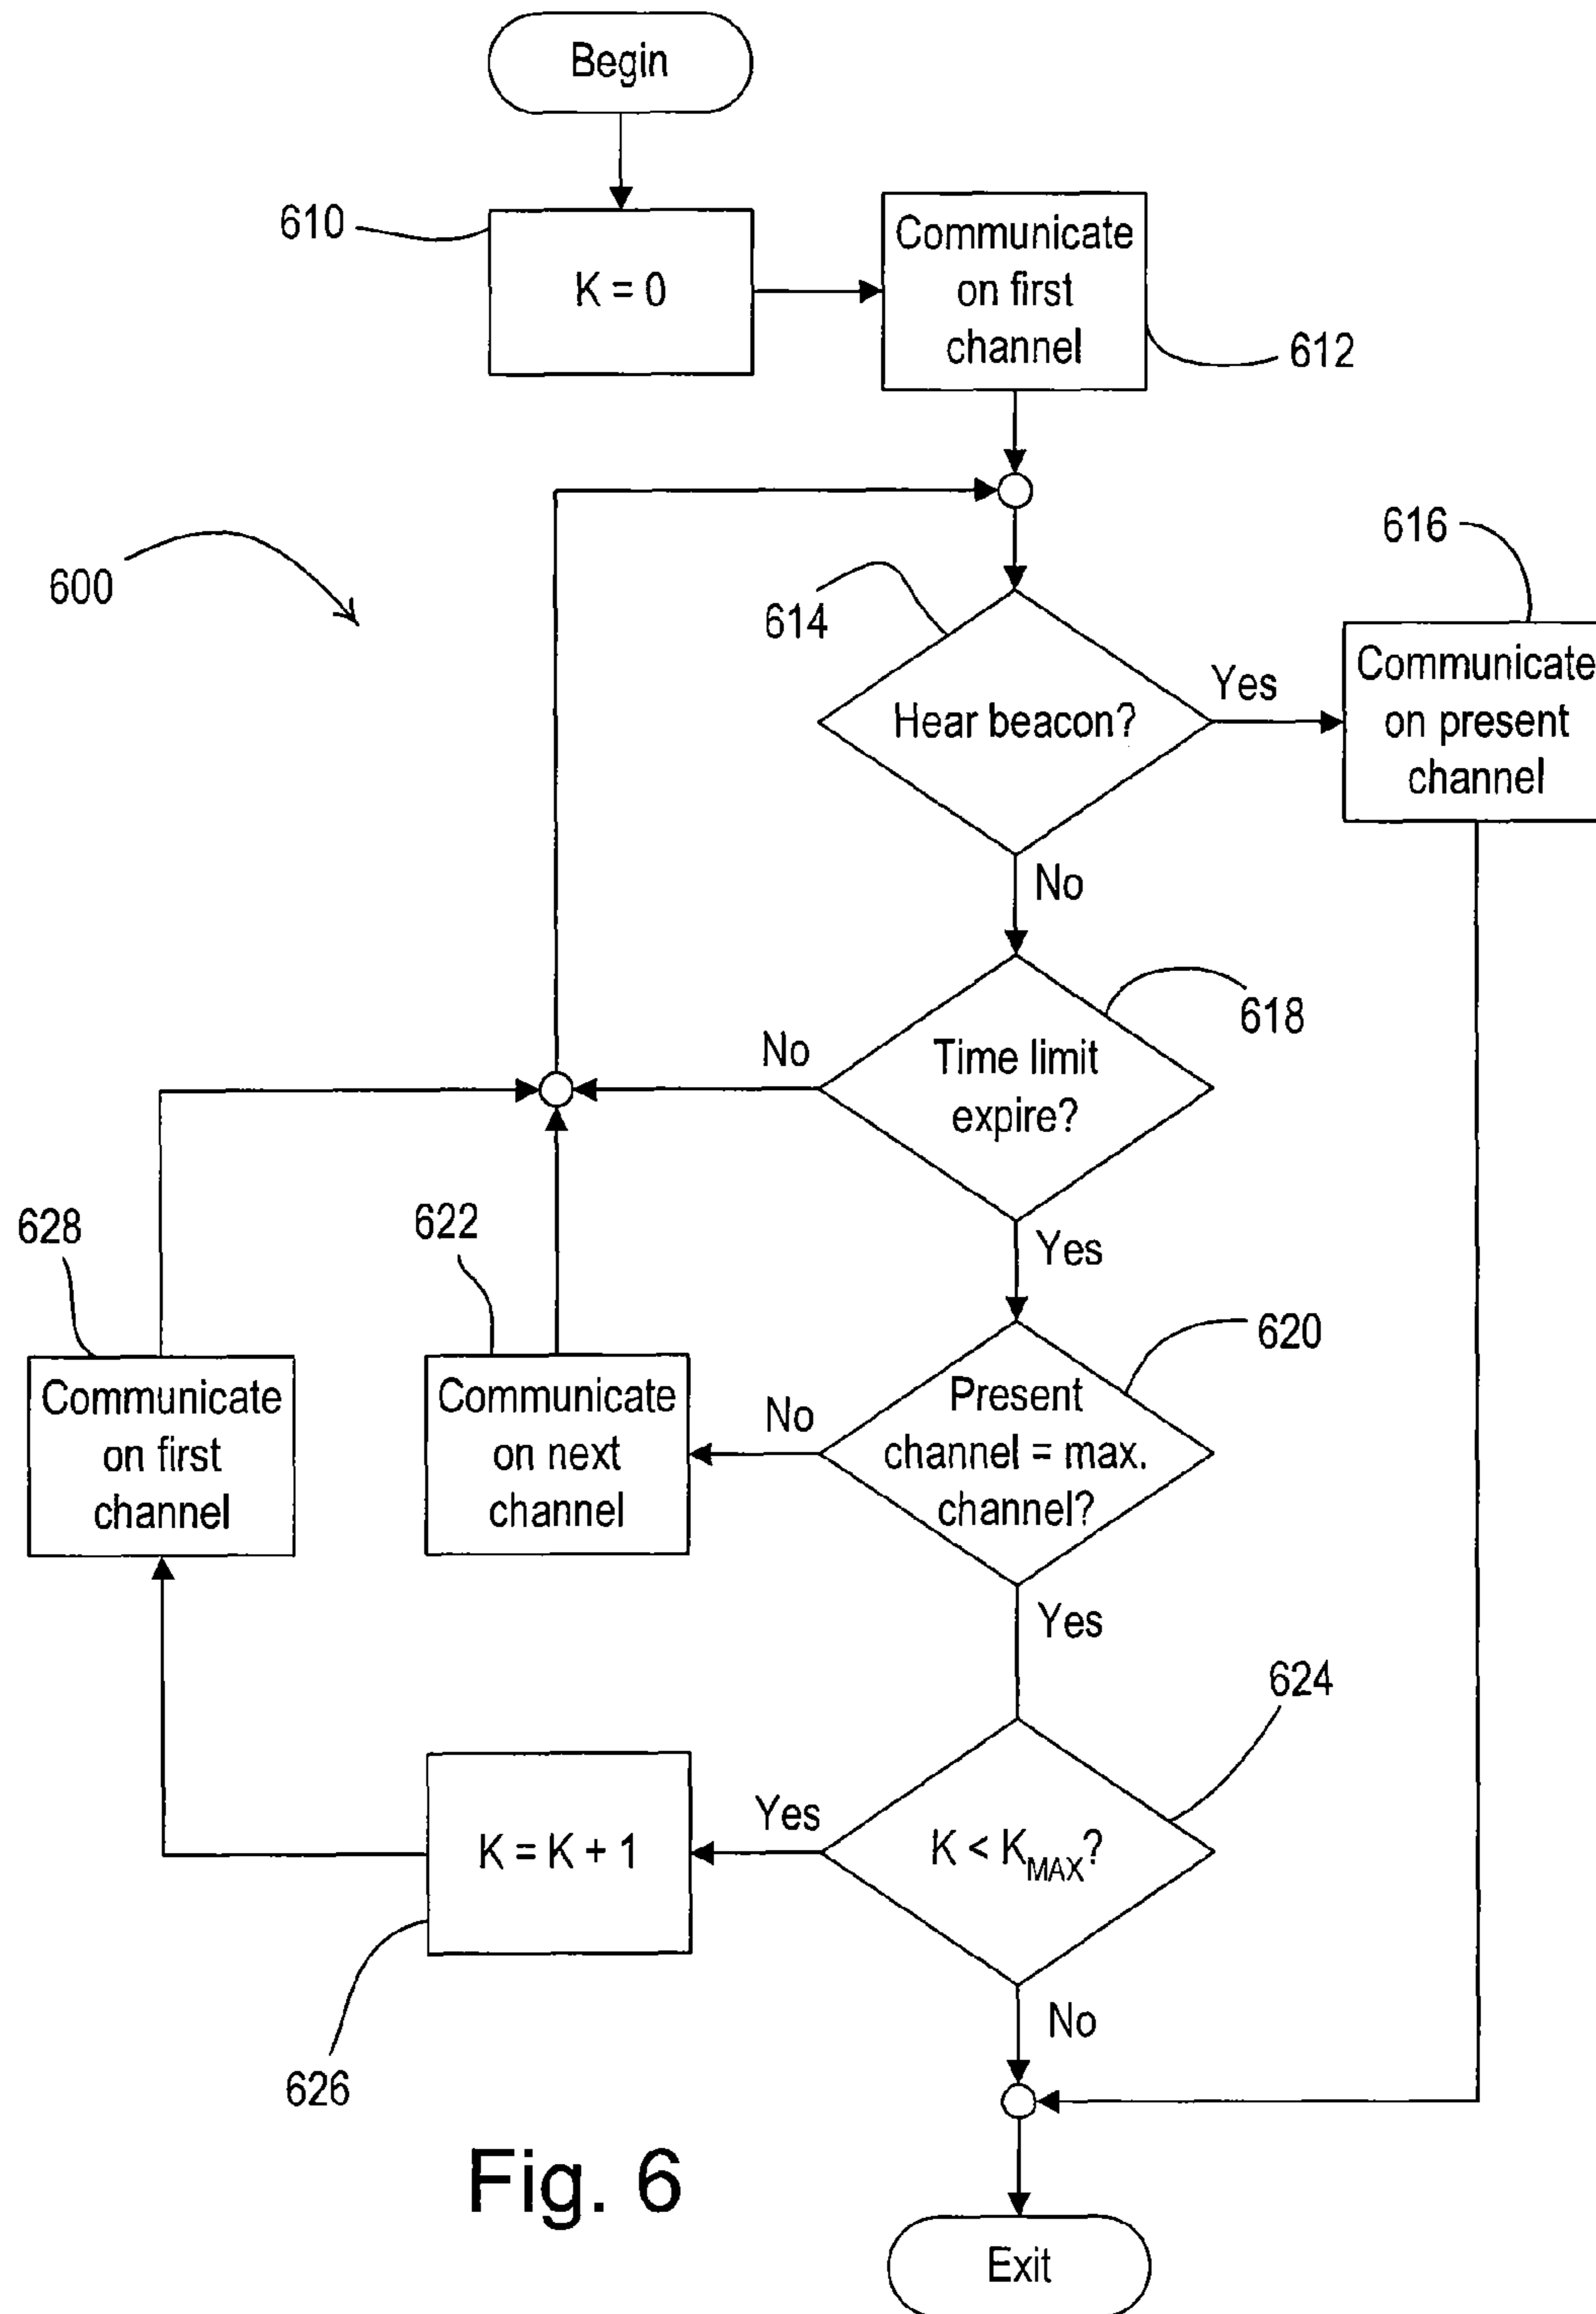 Begin
610
K = 0
Communicate
on first
channel
612
600
614
Hear beacon?
Yes
616
Communicate
on present
channel
No
618
Time limit
expire?
No
Yes
628
Communicate
on first
channel
622
Communicate
on next
channel
No
620
Present
channel = max.
channel?
Yes
624
K < KMAX?
Yes
K = K + 1
626
No
Fig. 6
Exit